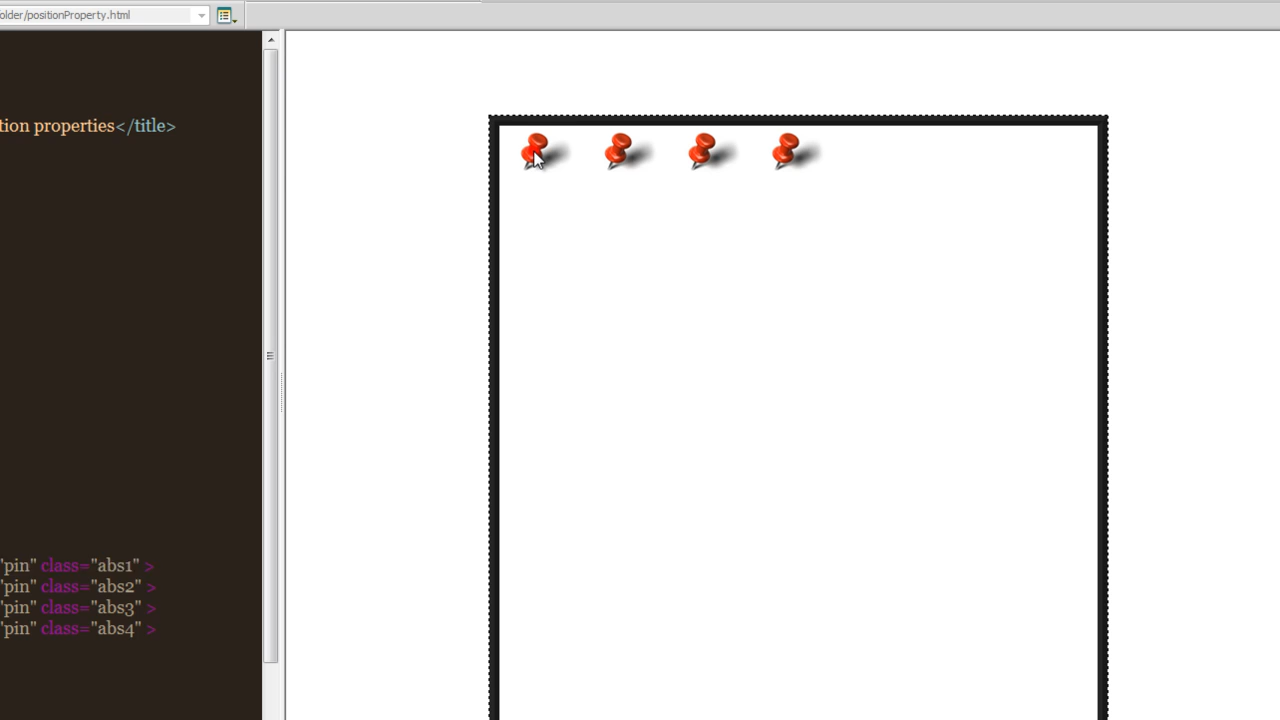 older/positionProperty.html
tion properties</title>
"pin" class="abs1" >
"pin" class="abs2" >
"pin" class="abs3" >
"pin" class="abs4" >